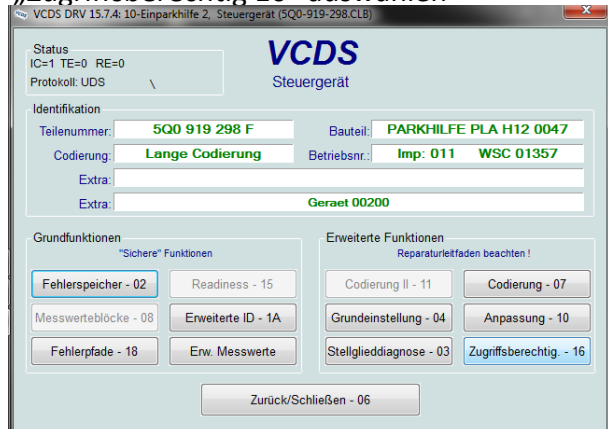 „Zugriffberechtig 16“ auswählen
VCDS DRV 15.7.4: 10-Einparkhilfe 2, Steuergerät (5Q0-919-298.CLB)
Status
IC=1 TE=0 RE=0
Protokoll: UDS \
VCDS
Steuergerät
Identifikation
Teilenummer: 5Q0 919 298 F Bauteil: PARKHILFE PLA H12 0047
Codierung: Lange Codierung Betriebsnr.: Imp: 011 WSC 01357
Extra:
Extra: Geraet 00200
Grundfunktionen
"Sichere" Funktionen
Erweiterte Funktionen
Reparaturleitfaden beachten !
Fehlerspeicher - 02 Readiness - 15 Codierung II - 11 Codierung - 07
Messwerteblöcke - 08 Erweiterte ID - 1A Grundeinstellung - 04 Anpassung - 10
Fehlerpfade - 18 Erw. Messwerte Stellglieddiagnose - 03 Zugriffsberechtig. - 16
Zurück/Schließen - 06